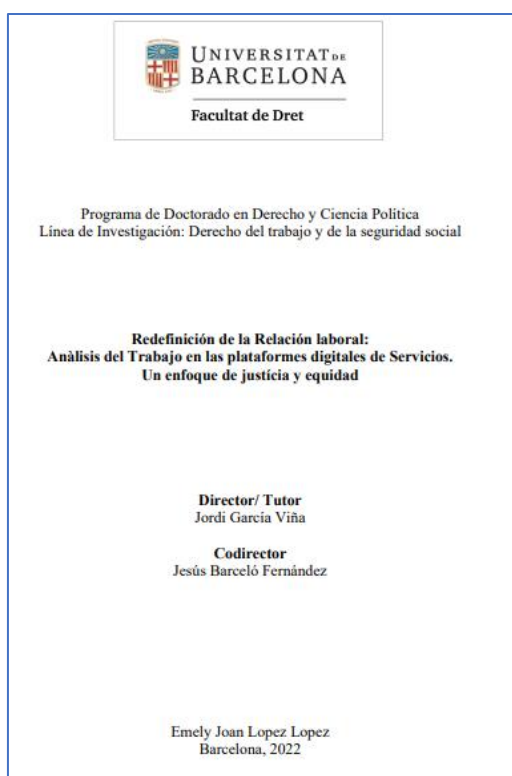 UNIVERSITAT DE
BARCELONA
Facultat de Dret
Programa de Doctorado en Derecho y Ciencia Política
Línea de Investigación: Derecho del trabajo y de la seguridad social
Redefinición de la Relación laboral:
Anàlisis del Trabajo en las plataformes digitales de Servicios.
Un enfoque de justícia y equidad
Director/ Tutor
Jordi García Viña
Codirector
Jesús Barceló Fernández
Emely Joan Lopez Lopez
Barcelona, 2022